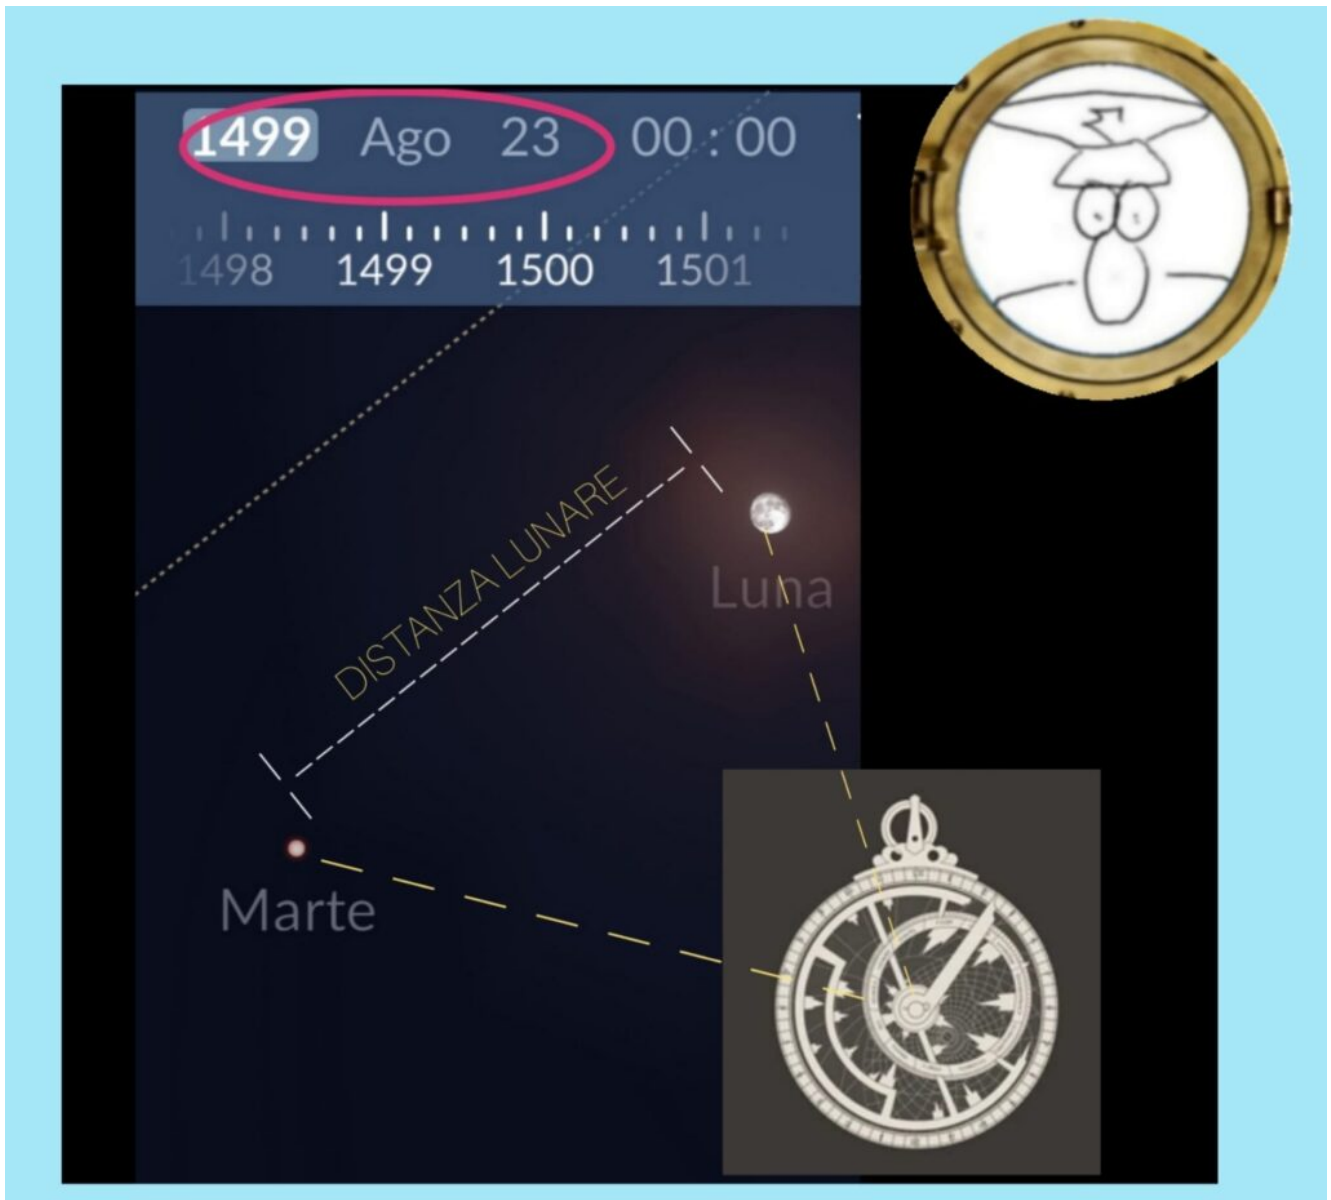 1499 Ago 23 00 : 00
1498 1499 1500 1501
DISTANZA LUNARE
Luna
Marte